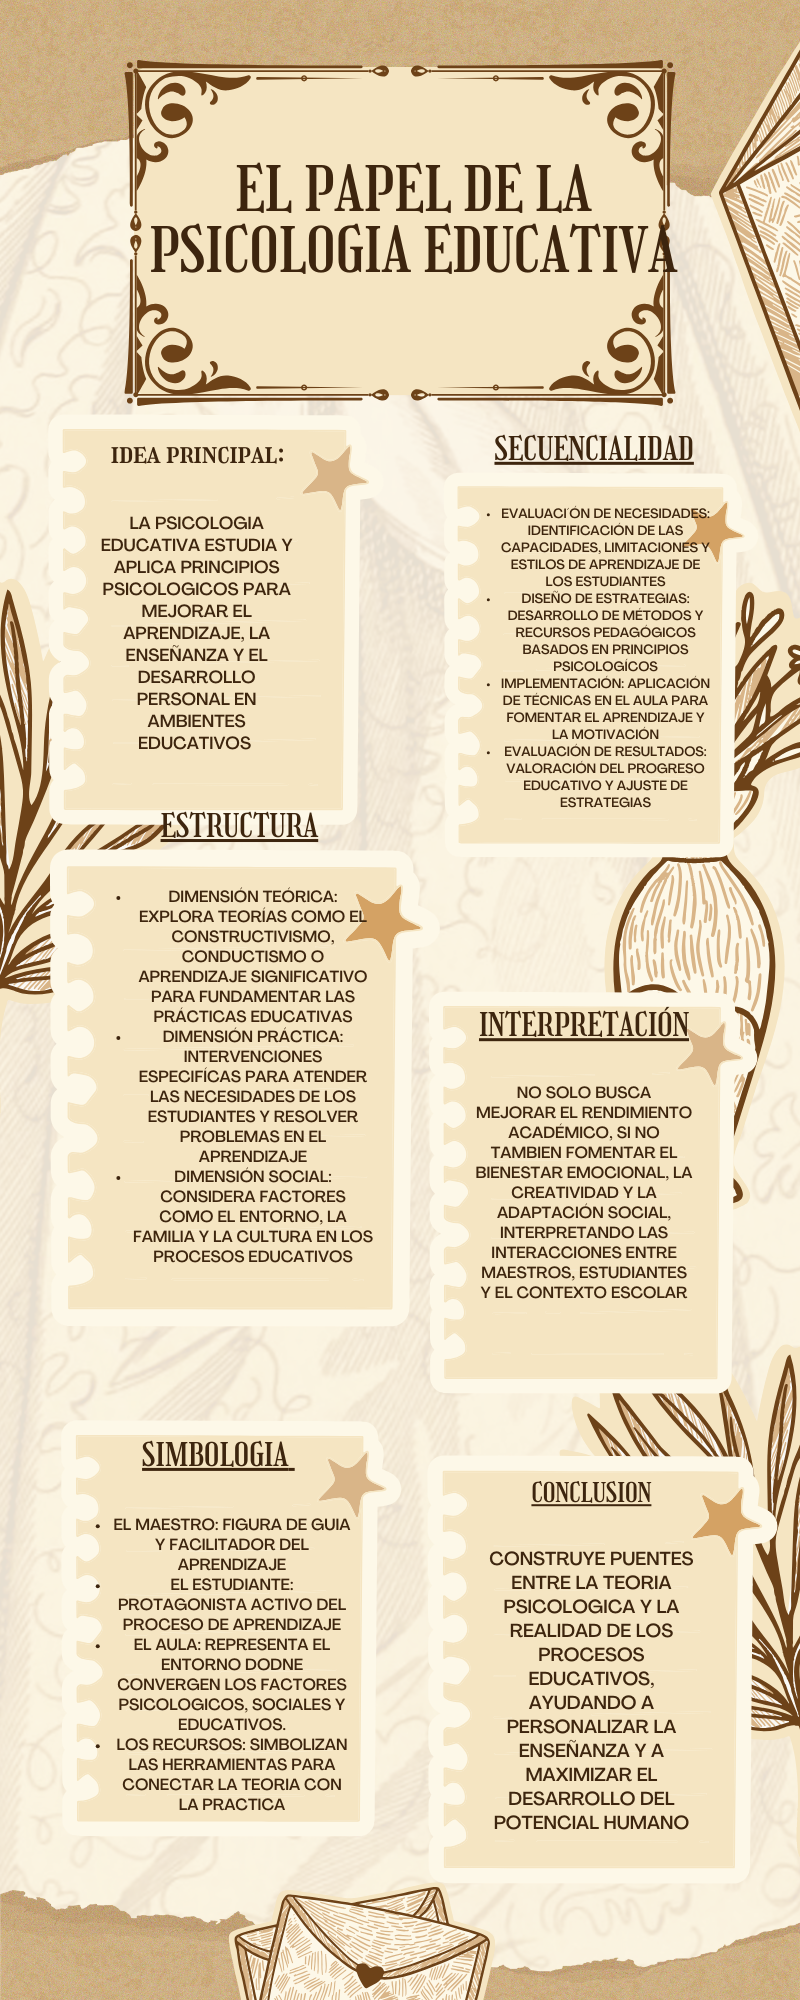 EL PAPEL DE LA
PSICOLOGIA EDUCATIVA
IDEA PRINCIPAL:
LA PSICOLOGIA
EDUCATIVA ESTUDIA Y
APLICA PRINCIPIOS
PSICOLOGICOS PARA
MEJORAR EL
APRENDIZAJE, LA
ENSEÑANZA Y EL
DESARROLLO
PERSONAL EN
AMBIENTES
EDUCATIVOS
SECUENCIALIDAD
• EVALUACIÓN DE NECESIDADES:
IDENTIFICACIÓN DE LAS
CAPACIDADES, LIMITACIONES Y
ESTILOS DE APRENDIZAJE DE
LOS ESTUDIANTES
• DISEÑO DE ESTRATEGIAS:
DESARROLLO DE MÉTODOS Y
RECURSOS PEDAGÓGICOS
BASADOS EN PRINCIPIOS
PSICOLOGÍCOS
• IMPLEMENTACIÓN: APLICACIÓN
DE TÉCNICAS EN EL AULA PARA
FOMENTAR EL APRENDIZAJE Y
LA MOTIVACIÓN
• EVALUACIÓN DE RESULTADOS:
VALORACIÓN DEL PROGRESO
EDUCATIVO Y AJUSTE DE
ESTRATEGIAS
ESTRUCTURA
• DIMENSIÓN TEÓRICA:
EXPLORA TEORÍAS COMO EL
CONSTRUCTIVISMO,
CONDUCTISMO O
APRENDIZAJE SIGNIFICATIVO
PARA FUNDAMENTAR LAS
PRÁCTICAS EDUCATIVAS
• DIMENSIÓN PRÁCTICA:
INTERVENCIONES
ESPECIFÍCAS PARA ATENDER
LAS NECESIDADES DE LOS
ESTUDIANTES Y RESOLVER
PROBLEMAS EN EL
APRENDIZAJE
• DIMENSIÓN SOCIAL:
CONSIDERA FACTORES
COMO EL ENTORNO, LA
FAMILIA Y LA CULTURA EN LOS
PROCESOS EDUCATIVOS
INTERPRETACIÓN
NO SOLO BUSCA
MEJORAR EL RENDIMIENTO
ACADÉMICO, SI NO
TAMBIEN FOMENTAR EL
BIENESTAR EMOCIONAL, LA
CREATIVIDAD Y LA
ADAPTACIÓN SOCIAL,
INTERPRETANDO LAS
INTERACCIONES ENTRE
MAESTROS, ESTUDIANTES
Y EL CONTEXTO ESCOLAR
SIMBOLOGIA
• EL MAESTRO: FIGURA DE GUIA
Y FACILITADOR DEL
APRENDIZAJE
• EL ESTUDIANTE:
PROTAGONISTA ACTIVO DEL
PROCESO DE APRENDIZAJE
• EL AULA: REPRESENTA EL
ENTORNO DODNE
CONVERGEN LOS FACTORES
PSICOLOGICOS, SOCIALES Y
EDUCATIVOS.
• LOS RECURSOS: SIMBOLIZAN
LAS HERRAMIENTAS PARA
CONECTAR LA TEORIA CON
LA PRACTICA
CONCLUSION
CONSTRUYE PUENTES
ENTRE LA TEORIA
PSICOLOGICA Y LA
REALIDAD DE LOS
PROCESOS
EDUCATIVOS,
AYUDANDO A
PERSONALIZAR LA
ENSEÑANZA Y A
MAXIMIZAR EL
DESARROLLO DEL
POTENCIAL HUMANO